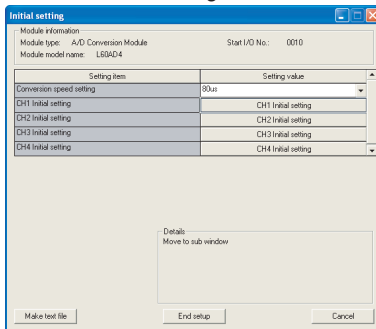 Initial setting
Module information
Module type: A/D Conversion Module Start I/O No.: 0010
Module model name: L60AD4
Setting item Setting value
Conversion speed setting 80us
CH1 Initial setting CH1 Initial setting
CH2 Initial setting CH2 Initial setting
CH3 Initial setting CH3 Initial setting
CH4 Initial setting CH4 Initial setting
Details
Move to sub window
Make text file End setup Cancel